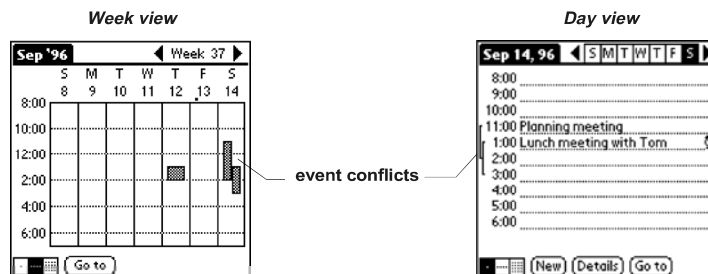 Week view
Day view
Sep '96
Week 37
S M T W T F S
8 9 10 11 12 13 14
8:00
10:00
12:00
2:00
4:00
6:00
Go to
event conflicts
Sep 14, 96
S M T W T F S
8:00
9:00
10:00
11:00 Planning meeting
1:00 Lunch meeting with Tom
2:00
3:00
4:00
5:00
6:00
New Details Go to